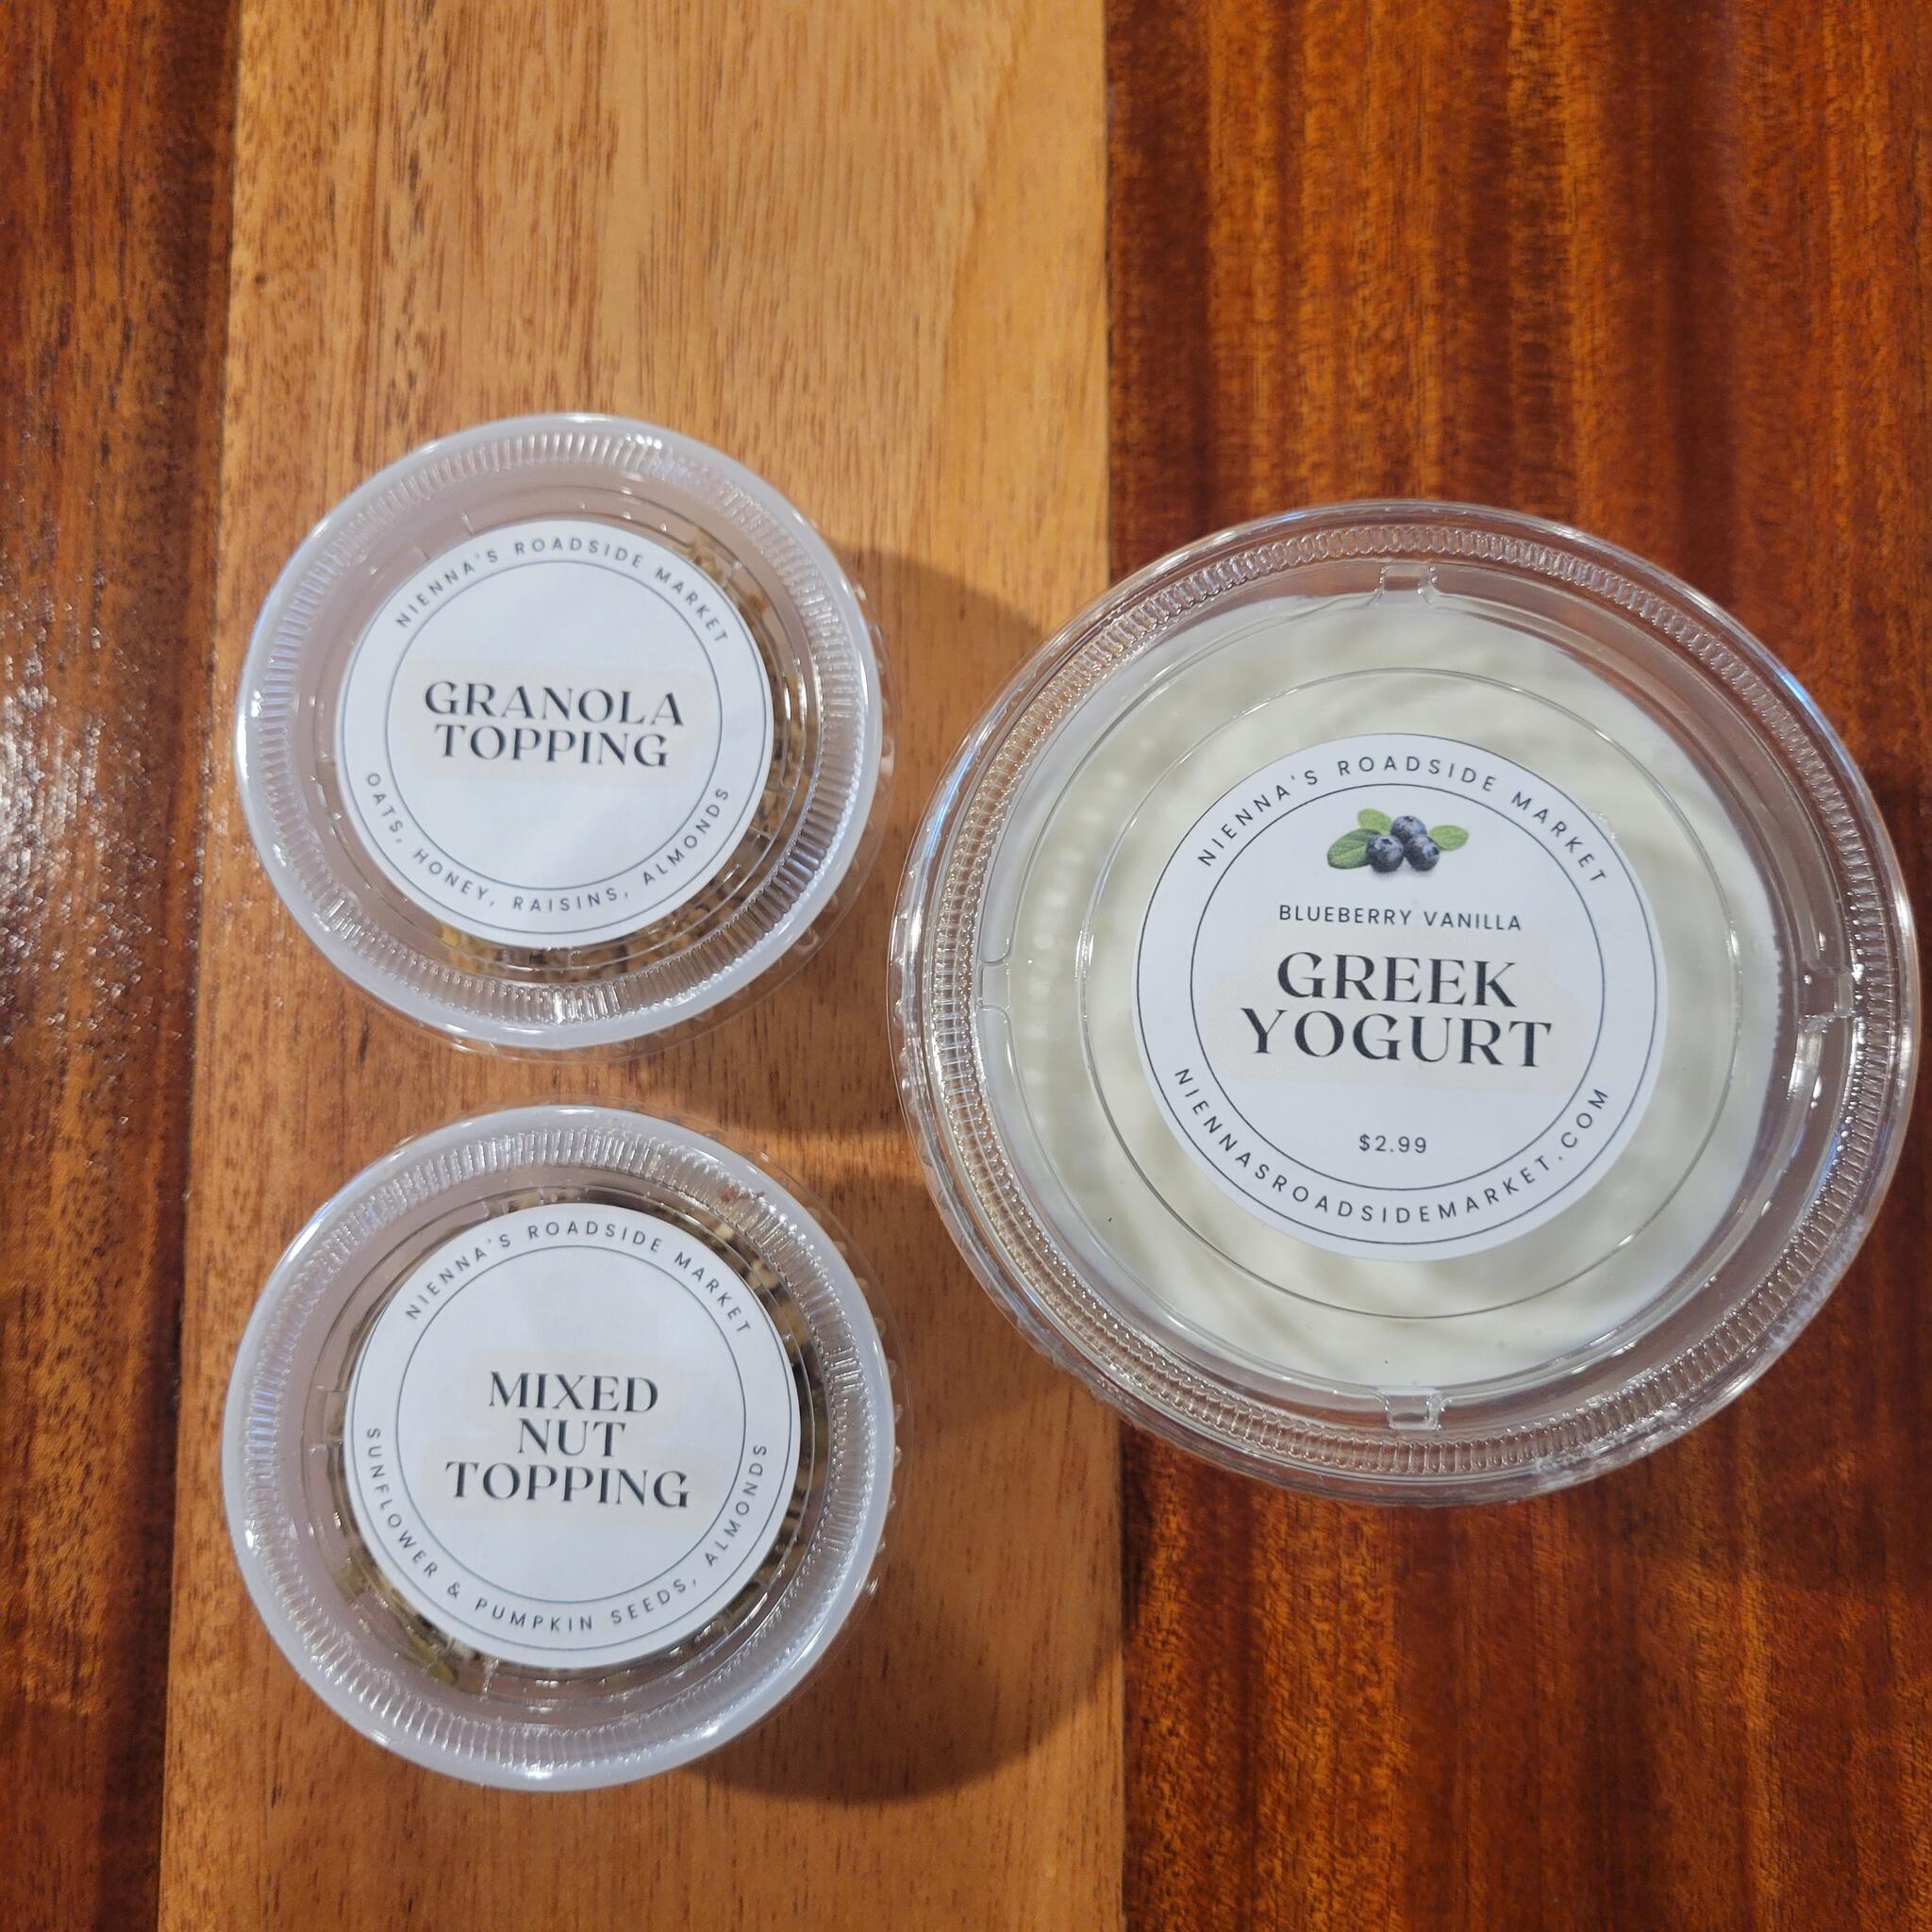 NIENNA'S ROADSIDE MARKET
GRANOLA
TOPPING
OATS, HONEY, RAISINS, ALMONDS
NIENNA'S ROADSIDE MARKET
BLUEBERRY VANILLA
GREEK
YOGURT
$2.99
NIENNASROADSIDEMARKET.COM
NIENNA'S ROADSIDE MARKET
MIXED
NUT
TOPPING
SUNFLOWER & PUMPKIN SEEDS, ALMONDS